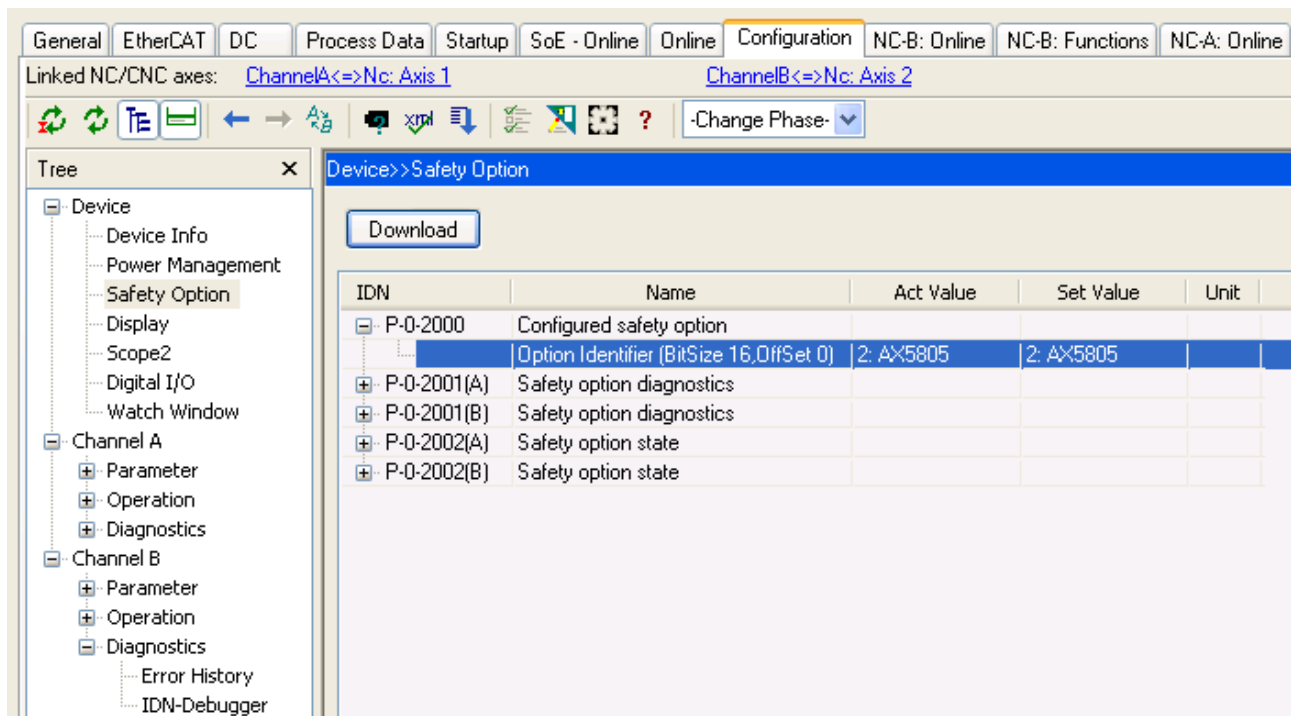 General EtherCAT DC Process Data Startup SoE - Online Online Configuration NC-B: Online NC-B: Functions NC-A: Online
Linked NC/CNC axes: ChannelA<=>Nc: Axis 1 ChannelB<=>Nc: Axis 2
-Change Phase-
Tree
Device
Device Info
Power Management
Safety Option
Display
Scope2
Digital I/O
Watch Window
Channel A
Parameter
Operation
Diagnostics
Channel B
Parameter
Operation
Diagnostics
Error History
IDN-Debugger
Device>>Safety Option
Download
IDN Name Act Value Set Value Unit
P-0-2000 Configured safety option
Option Identifier (BitSize 16,OffSet 0) 2: AX5805 2: AX5805
P-0-2001(A) Safety option diagnostics
P-0-2001(B) Safety option diagnostics
P-0-2002(A) Safety option state
P-0-2002(B) Safety option state